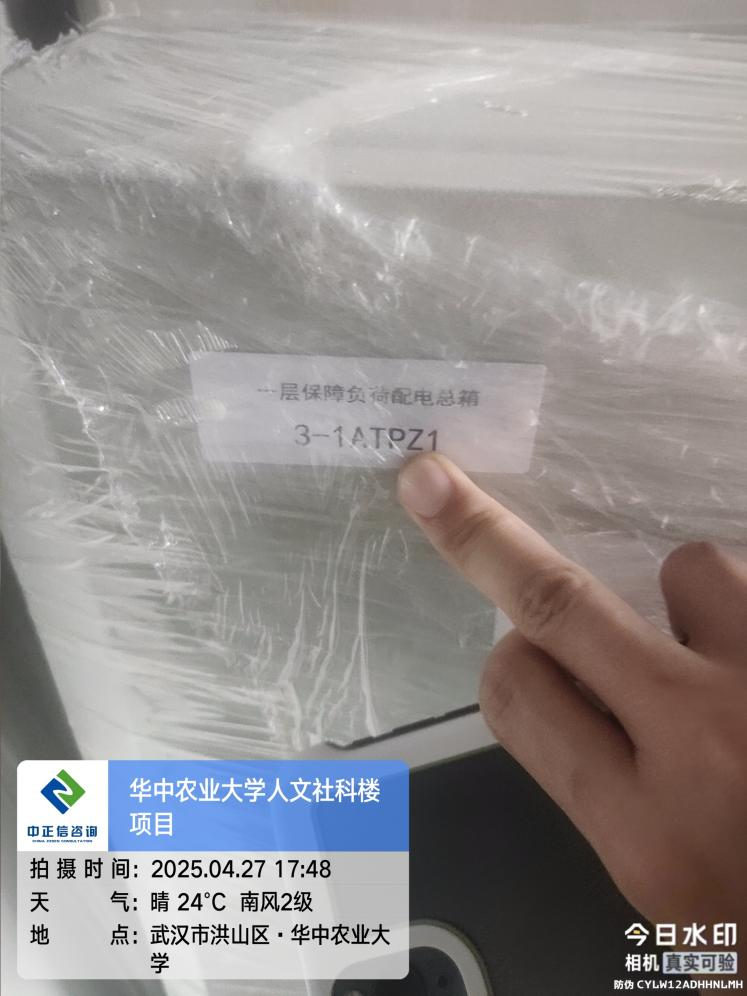 一层保障负荷配电总箱
3-1ATPZ1
中正信咨询
华中农业大学人文社科楼
项目
拍摄时间: 2025.04.27 17:48
天气: 晴 24℃ 南风2级
地点: 武汉市洪山区·华中农业大
学
今日水印
相机 真实可验
防伪 CYLW12ADHHNLMH